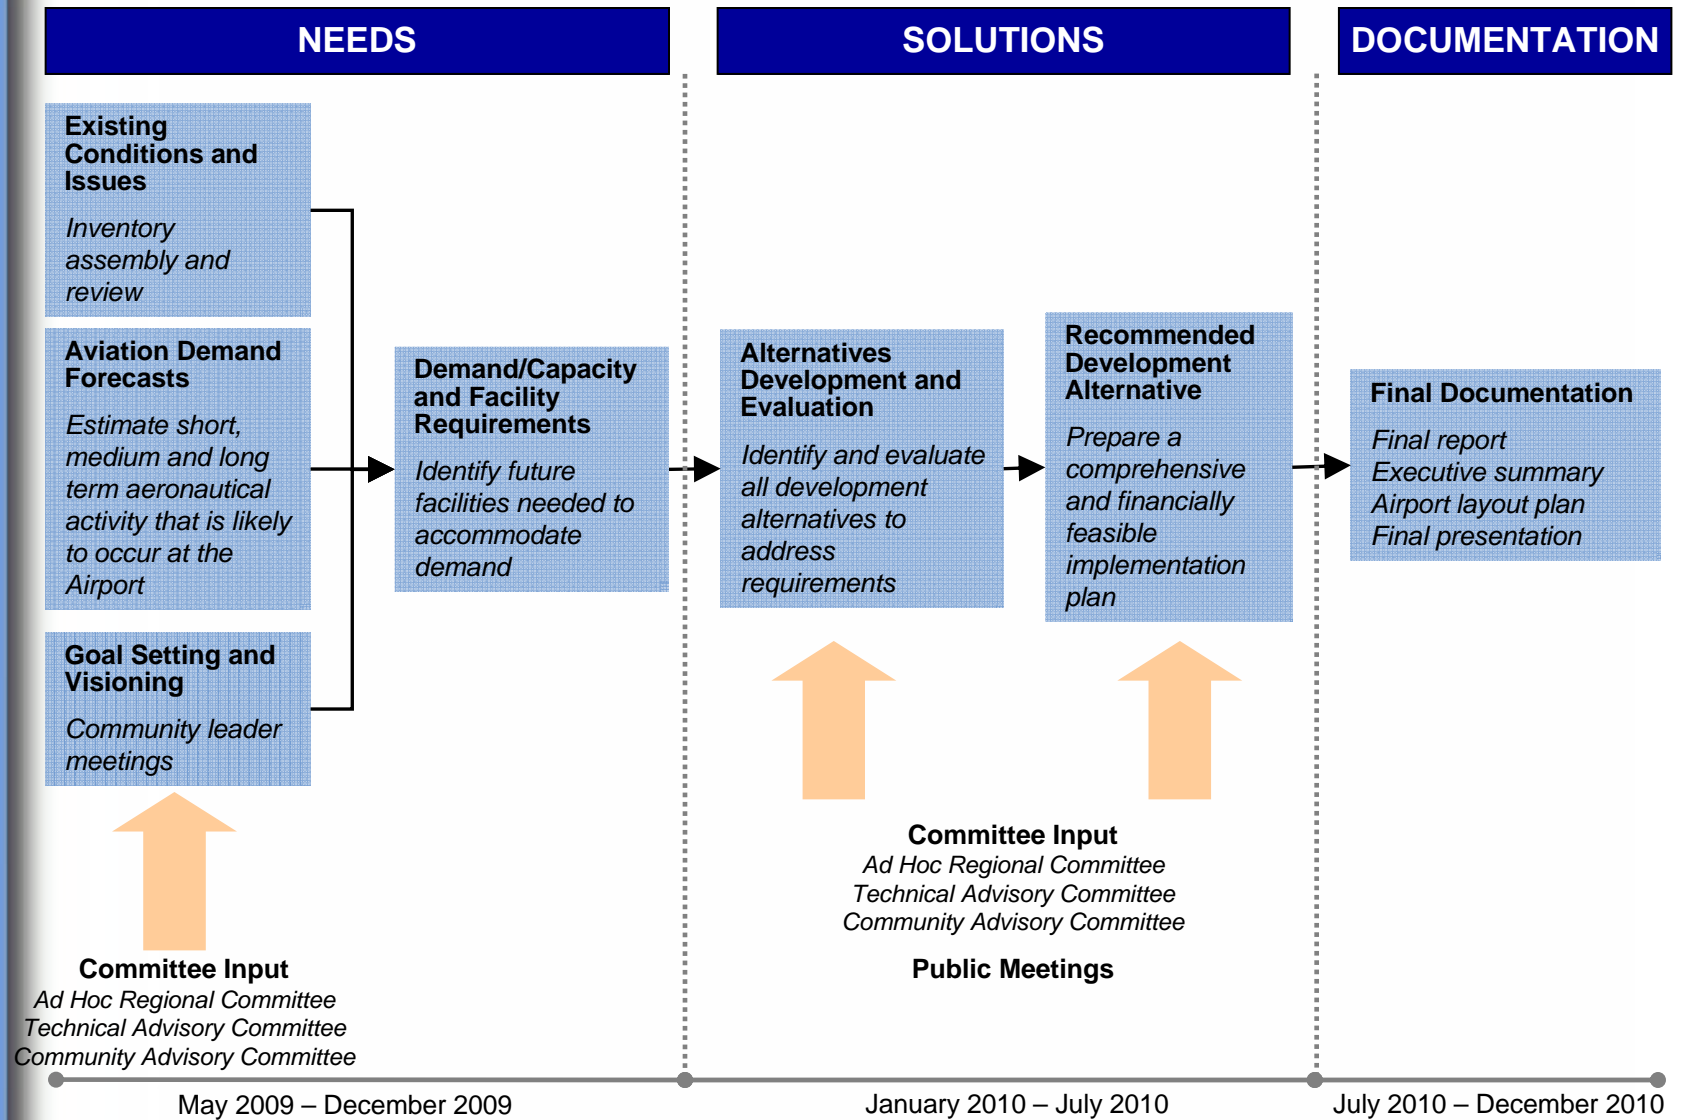 NEEDS
SOLUTIONS
DOCUMENTATION
Existing
Conditions and
Issues
Inventory
assembly and
review
Aviation Demand
Forecasts
Estimate short,
medium and long
term aeronautical
activity that is likely
to occur at the
Airport
Goal Setting and
Visioning
Community leader
meetings
Demand/Capacity
and Facility
Requirements
Identify future
facilities needed to
accommodate
demand
Alternatives
Development and
Evaluation
Identify and evaluate
all development
alternatives to
address
requirements
Recommended
Development
Alternative
Prepare a
comprehensive
and financially
feasible
implementation
plan
Final Documentation
Final report
Executive summary
Airport layout plan
Final presentation
Committee Input
Ad Hoc Regional Committee
Technical Advisory Committee
Community Advisory Committee
Committee Input
Ad Hoc Regional Committee
Technical Advisory Committee
Community Advisory Committee
Public Meetings
May 2009 – December 2009
January 2010 – July 2010
July 2010 – December 2010